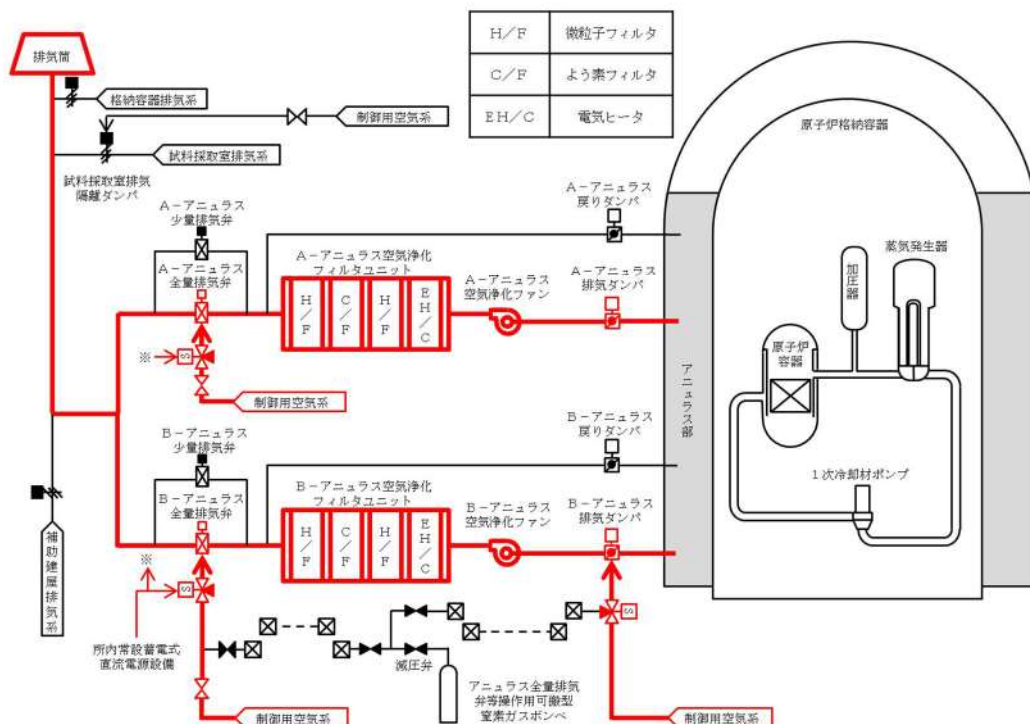 H/F 微粒子フィルタ
C/F よう素フィルタ
EH/C 電気ヒータ
排気筒
格納容器排気系
制御用空気系
試料採取室排気系
試料採取室排気
隔離ダンパ
A-アニュラス
少量排気弁
A-アニュラス
全量排気弁
A-アニュラス空気浄化
フィルタユニット
H/F
C/F
H/F
EH/C
A-アニュラス
空気浄化ファン
A-アニュラス
戻りダンパ
A-アニュラス
排気ダンパ
※
S
制御用空気系
原子炉格納容器
蒸気発生器
加圧器
原子炉
容器
アニュラス部
1次冷却材ポンプ
B-アニュラス
少量排気弁
B-アニュラス
全量排気弁
B-アニュラス空気浄化
フィルタユニット
H/F
C/F
H/F
EH/C
B-アニュラス
空気浄化ファン
B-アニュラス
戻りダンパ
B-アニュラス
排気ダンパ
※
S
S
補助建屋排気系
所内常設蓄電式
直流電源設備
減圧弁
アニュラス全量排気
弁等操作用可搬型
窒素ガスボンベ
制御用空気系
制御用空気系